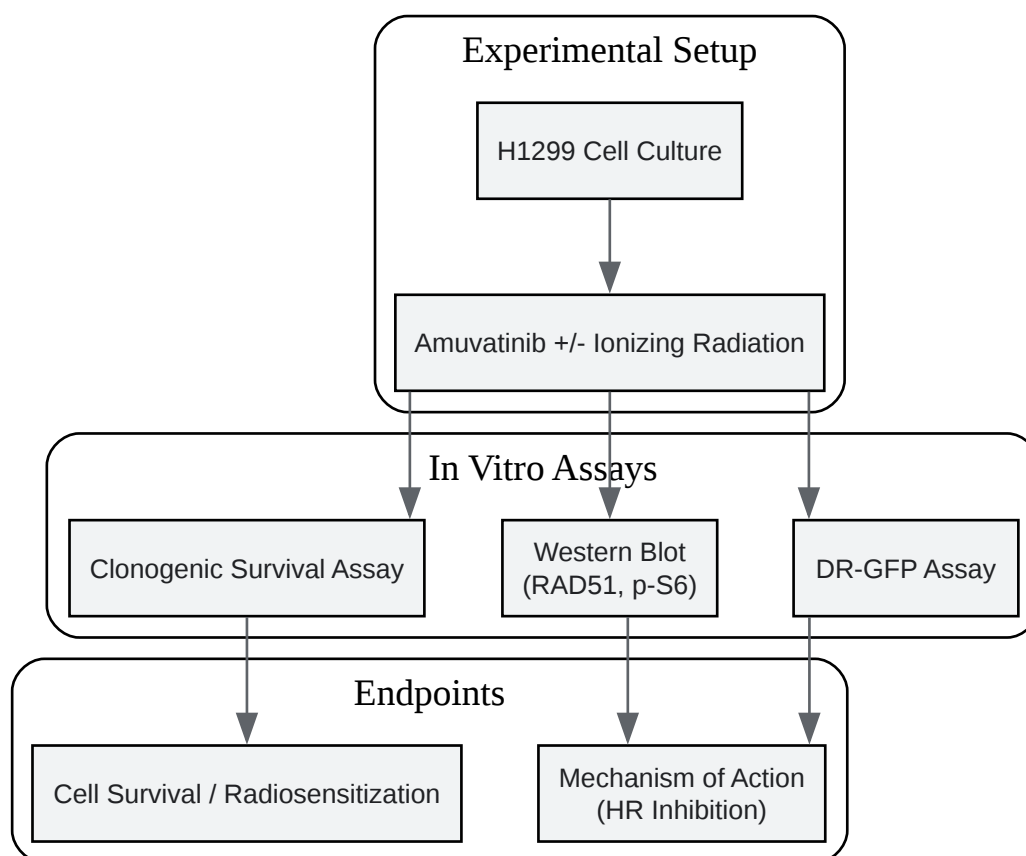 Experimental Setup
H1299 Cell Culture
Amuvatinib +/- Ionizing Radiation
In Vitro Assays
Clonogenic Survival Assay
Western Blot
(RAD51, p-S6)
DR-GFP Assay
Endpoints
Cell Survival / Radiosensitization
Mechanism of Action
(HR Inhibition)